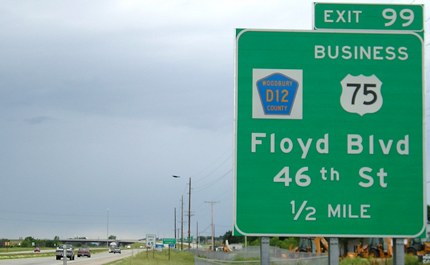 EXIT 99
BUSINESS
WOODBURY
D12
COUNTY
75
Floyd Blvd
46th St
1/2 MILE